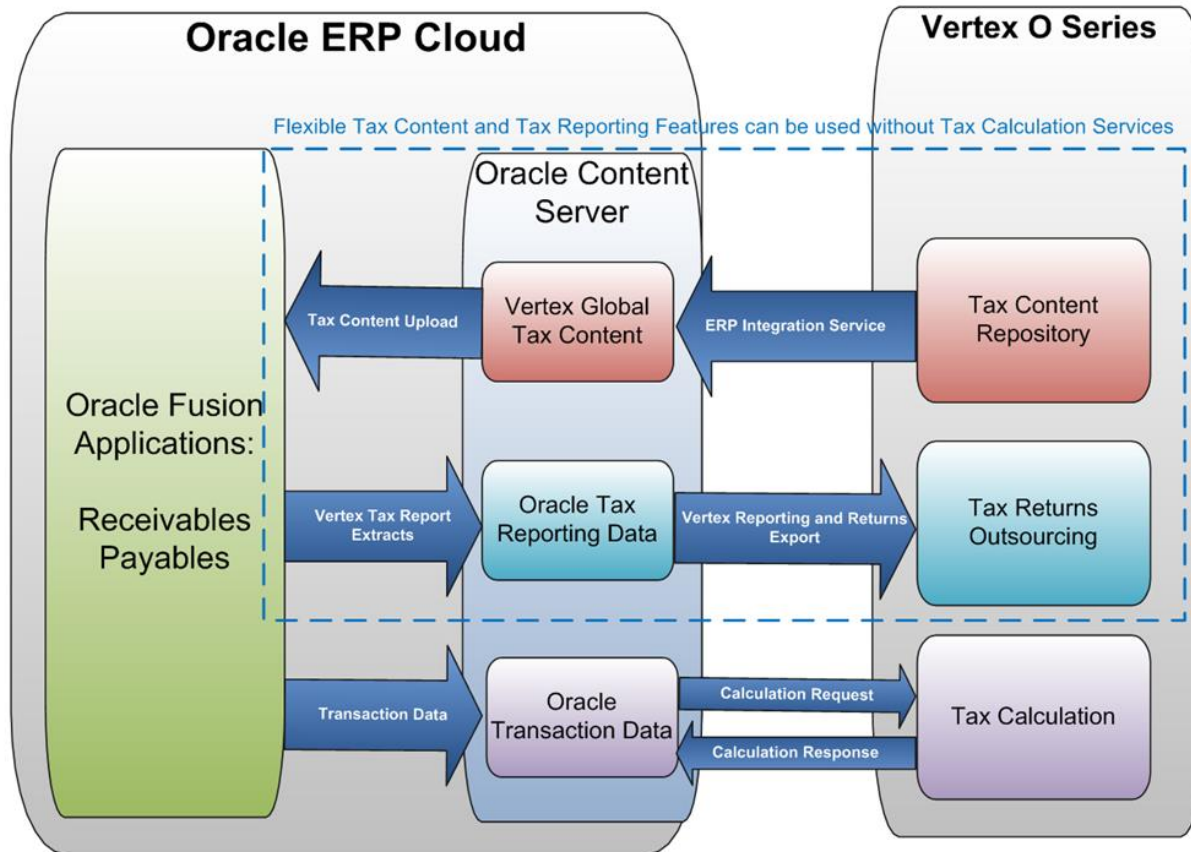 Oracle ERP Cloud
Vertex O Series
Flexible Tax Content and Tax Reporting Features can be used without Tax Calculation Services
Oracle Content
Server
Oracle Fusion
Applications:
Receivables
Payables
Tax Content Upload
Vertex Global
Tax Content
ERP Integration Service
Tax Content
Repository
Vertex Tax Report
Extracts
Oracle Tax
Reporting Data
Vertex Reporting and Returns
Export
Tax Returns
Outsourcing
Transaction Data
Oracle
Transaction Data
Calculation Request
Calculation Response
Tax Calculation